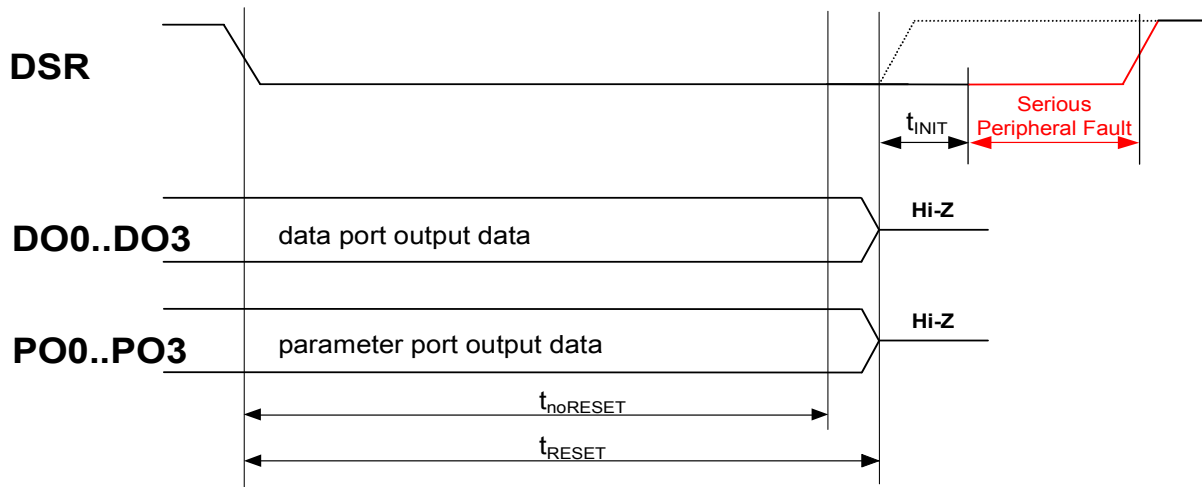 DSR
Serious
Peripheral Fault
tINIT
DO0..DO3
data port output data
Hi-Z
PO0..PO3
parameter port output data
Hi-Z
tnoRESET
tRESET